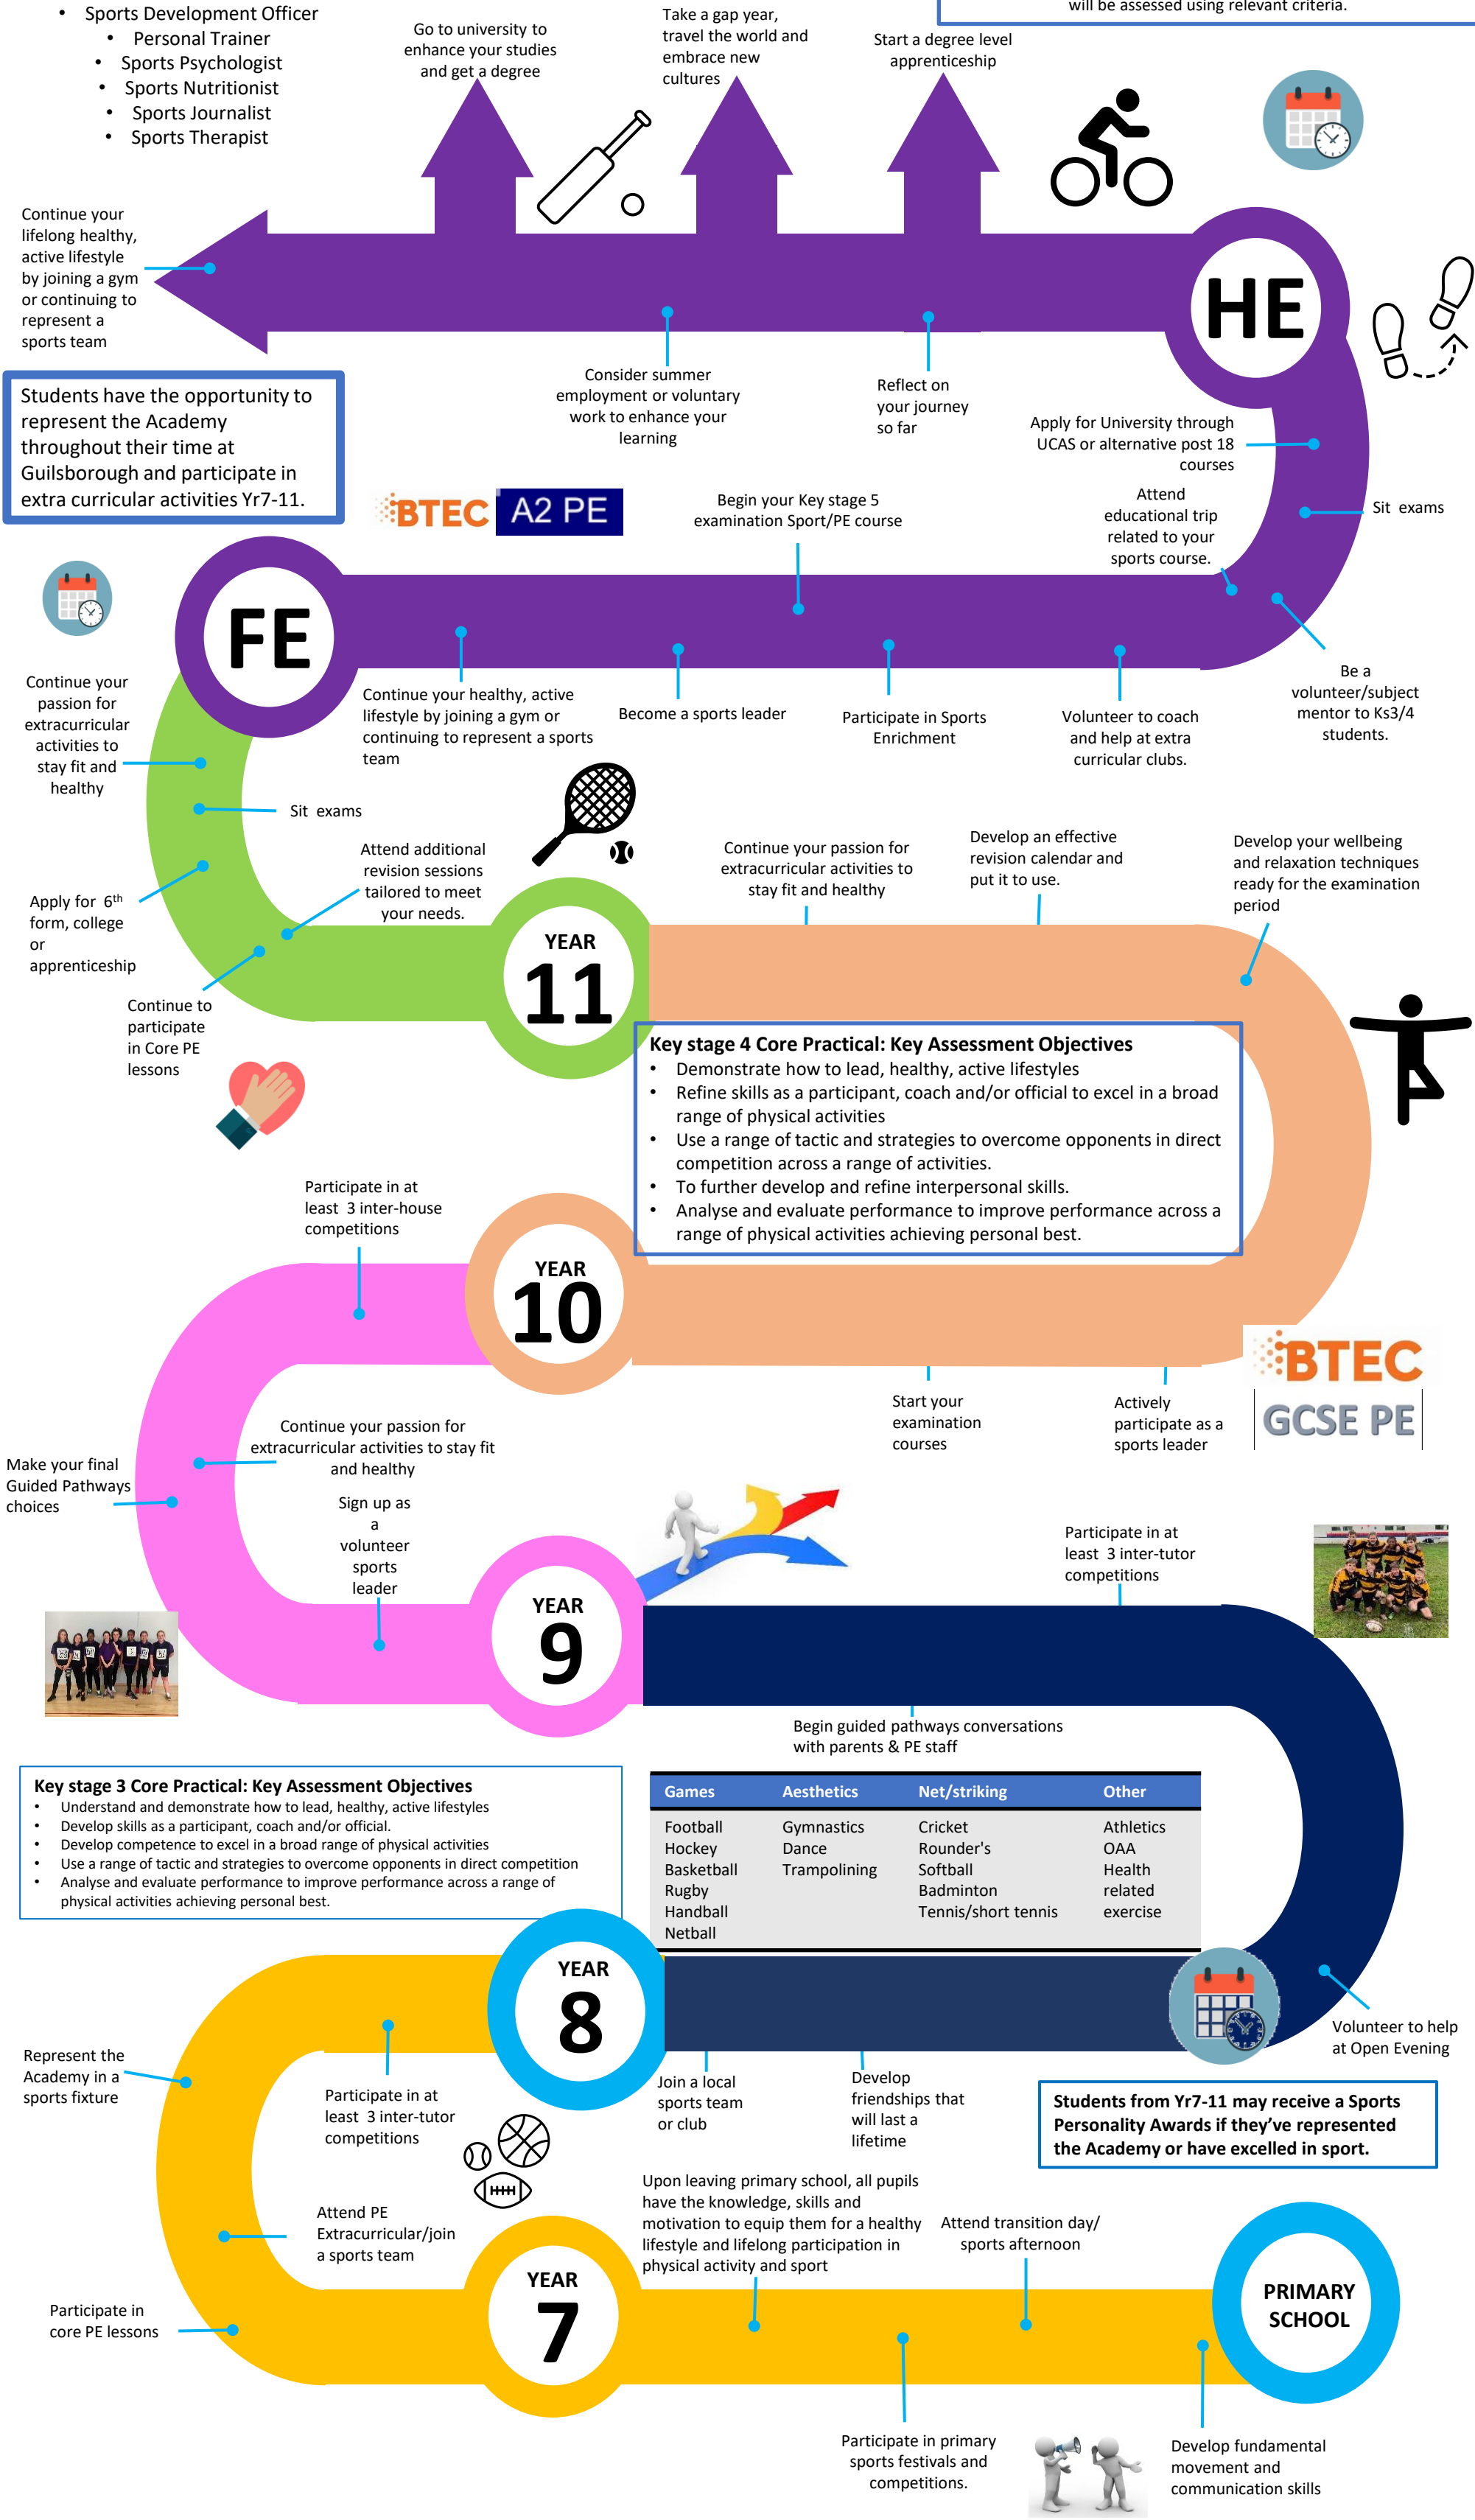 • Sports Development Officer
• Personal Trainer
• Sports Psychologist
• Sports Nutritionist
• Sports Journalist
• Sports Therapist
Go to university to
enhance your studies
and get a degree
Take a gap year,
travel the world and
embrace new
cultures
Start a degree level
apprenticeship
will be assessed using relevant criteria.
Continue your
lifelong healthy,
active lifestyle
by joining a gym
or continuing to
represent a
sports team
HE
Consider summer
employment or voluntary
work to enhance your
learning
Reflect on
your journey
so far
Students have the opportunity to
represent the Academy
throughout their time at
Guilsborough and participate in
extra curricular activities Yr7-11.
Apply for University through
UCAS or alternative post 18
courses
BTEC
A2 PE
Begin your Key stage 5
examination Sport/PE course
Attend
educational trip
related to your
sports course.
Sit exams
FE
Continue your healthy, active
lifestyle by joining a gym or
continuing to represent a sports
team
Become a sports leader
Participate in Sports
Enrichment
Volunteer to coach
and help at extra
curricular clubs.
Be a
volunteer/subject
mentor to Ks3/4
students.
Continue your
passion for
extracurricular
activities to
stay fit and
healthy
Sit exams
Attend additional
revision sessions
tailored to meet
your needs.
Apply for 6th
form, college
or
apprenticeship
Continue to
participate
in Core PE
lessons
YEAR
11
Continue your passion for
extracurricular activities to
stay fit and healthy
Develop an effective
revision calendar and
put it to use.
Develop your wellbeing
and relaxation techniques
ready for the examination
period
Key stage 4 Core Practical: Key Assessment Objectives
• Demonstrate how to lead, healthy, active lifestyles
• Refine skills as a participant, coach and/or official to excel in a broad
range of physical activities
• Use a range of tactic and strategies to overcome opponents in direct
competition across a range of activities.
• To further develop and refine interpersonal skills.
• Analyse and evaluate performance to improve performance across a
range of physical activities achieving personal best.
Participate in at
least 3 inter-house
competitions
YEAR
10
Start your
examination
courses
Actively
participate as a
sports leader
BTEC
GCSE PE
Continue your passion for
extracurricular activities to stay fit
and healthy
Make your final
Guided Pathways
choices
Sign up as
a
volunteer
sports
leader
YEAR
9
Participate in at
least 3 inter-tutor
competitions
Begin guided pathways conversations
with parents & PE staff
Key stage 3 Core Practical: Key Assessment Objectives
• Understand and demonstrate how to lead, healthy, active lifestyles
• Develop skills as a participant, coach and/or official.
• Develop competence to excel in a broad range of physical activities
• Use a range of tactic and strategies to overcome opponents in direct competition
• Analyse and evaluate performance to improve performance across a range of
physical activities achieving personal best.
Games Aesthetics Net/striking Other
Football Gymnastics Cricket Athletics
Hockey Dance Rounder's OAA
Basketball Trampolining Softball Health
Rugby Badminton related
Handball Tennis/short tennis exercise
Netball
YEAR
8
Volunteer to help
at Open Evening
Represent the
Academy in a
sports fixture
Participate in at
least 3 inter-tutor
competitions
Join a local
sports team
or club
Develop
friendships that
will last a
lifetime
Students from Yr7-11 may receive a Sports
Personality Awards if they've represented
the Academy or have excelled in sport.
Attend PE
Extracurricular/join
a sports team
Participate in
core PE lessons
YEAR
7
Upon leaving primary school, all pupils
have the knowledge, skills and
motivation to equip them for a healthy
lifestyle and lifelong participation in
physical activity and sport
Attend transition day/
sports afternoon
PRIMARY
SCHOOL
Participate in primary
sports festivals and
competitions.
Develop fundamental
movement and
communication skills